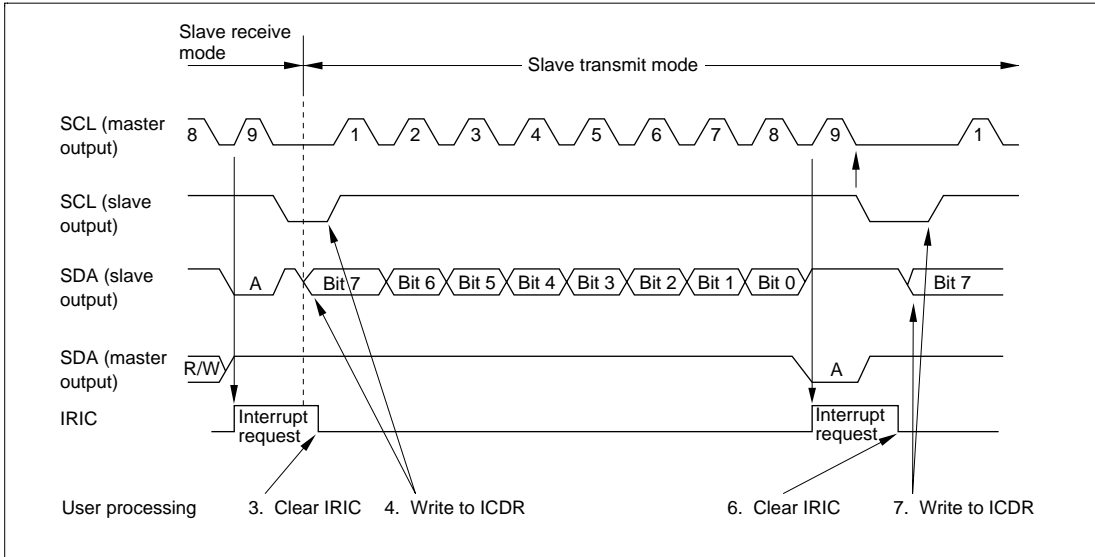 Slave receive
mode
Slave transmit mode
SCL (master
output)
8 9 1 2 3 4 5 6 7 8 9 1
SCL (slave
output)
SDA (slave
output)
A Bit 7 Bit 6 Bit 5 Bit 4 Bit 3 Bit 2 Bit 1 Bit 0 Bit 7
SDA (master
output)
R/W A
IRIC
Interrupt
request
Interrupt
request
User processing 3. Clear IRIC 4. Write to ICDR 6. Clear IRIC 7. Write to ICDR